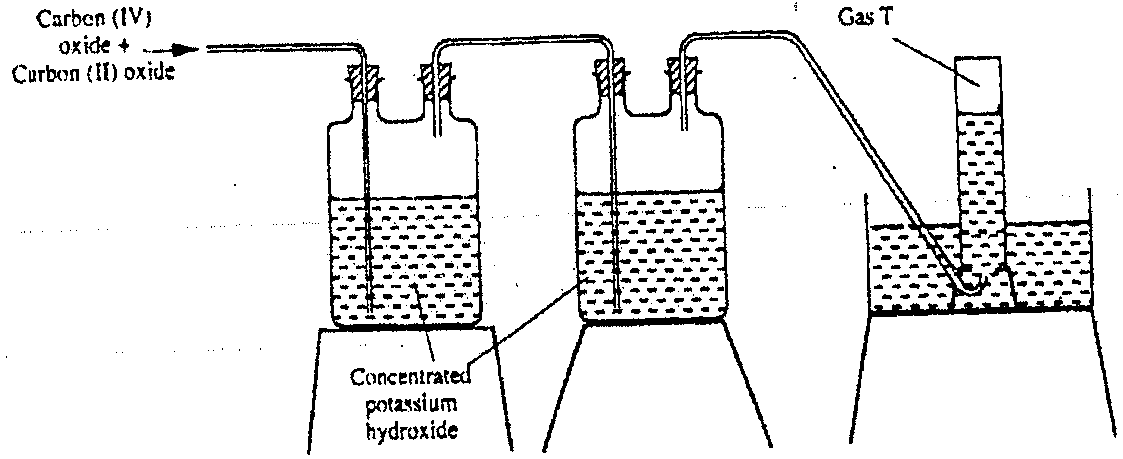 Carbon (IV)
oxide +
Carbon (II) oxide
Gas T
Concentrated
potassium
hydroxide